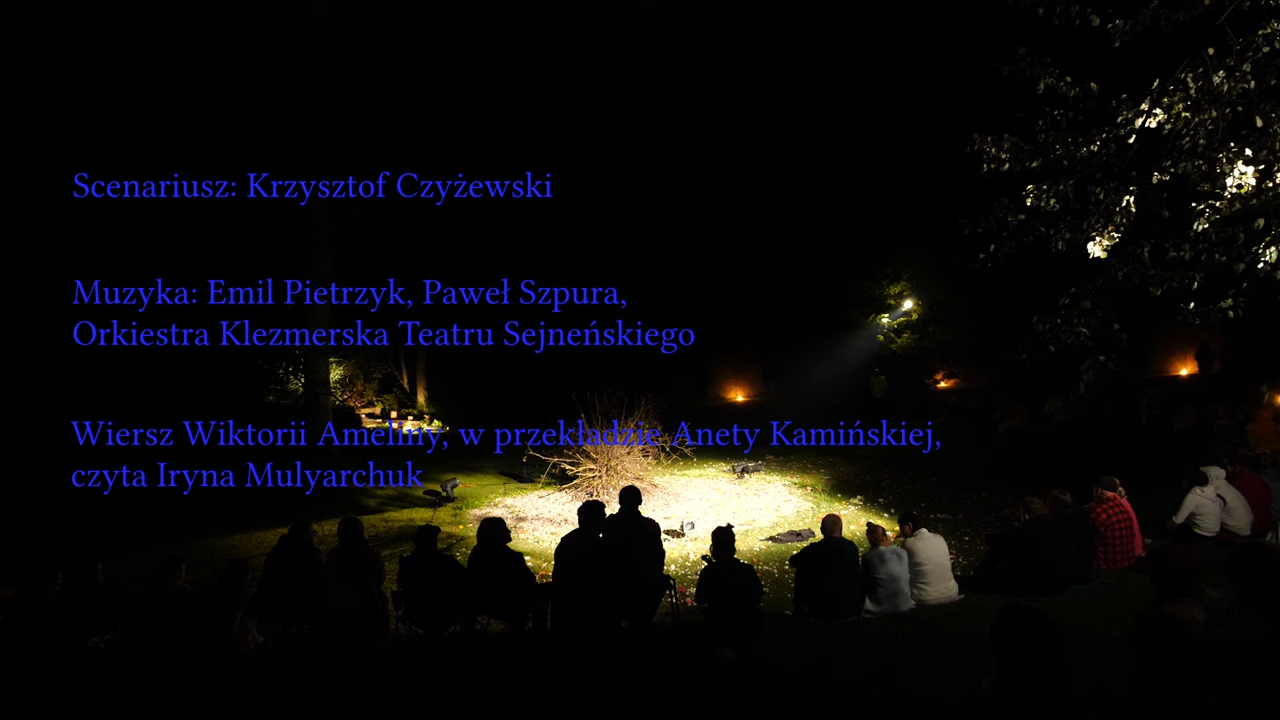 Scenariusz: Krzysztof Czyżewski
Muzyka: Emil Pietrzyk, Paweł Szpura,
Orkiestra Klezmerska Teatru Sejneńskiego
Wiersz Wiktorii Ameliny, w przekładzie Anety Kamińskiej,
czyta Iryna Mulyarchuk